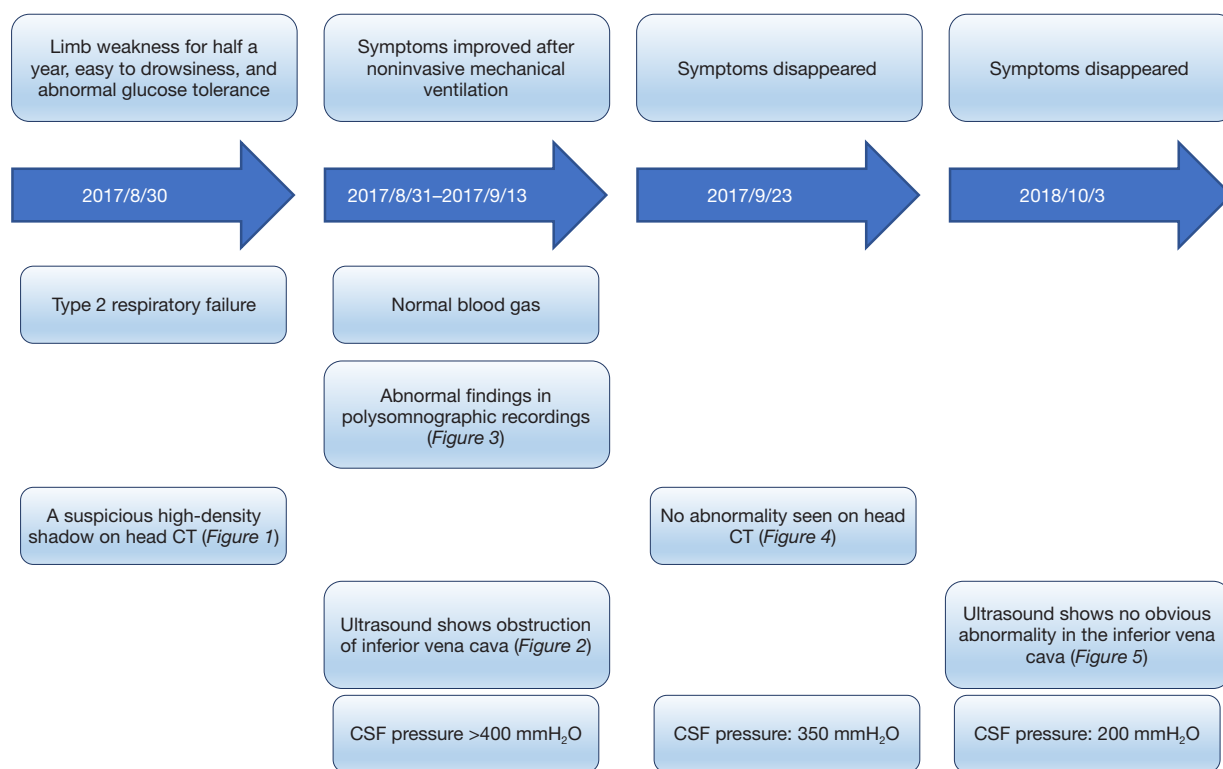 Limb weakness for half a
year, easy to drowsiness, and
abnormal glucose tolerance
Symptoms improved after
noninvasive mechanical
ventilation
Symptoms disappeared
Symptoms disappeared
2017/8/30
2017/8/31–2017/9/13
2017/9/23
2018/10/3
Type 2 respiratory failure
Normal blood gas
Abnormal findings in
polysomnographic recordings
(Figure 3)
A suspicious high-density
shadow on head CT (Figure 1)
No abnormality seen on head
CT (Figure 4)
Ultrasound shows obstruction
of inferior vena cava (Figure 2)
Ultrasound shows no obvious
abnormality in the inferior vena
cava (Figure 5)
CSF pressure >400 mmH₂O
CSF pressure: 350 mmH₂O
CSF pressure: 200 mmH₂O